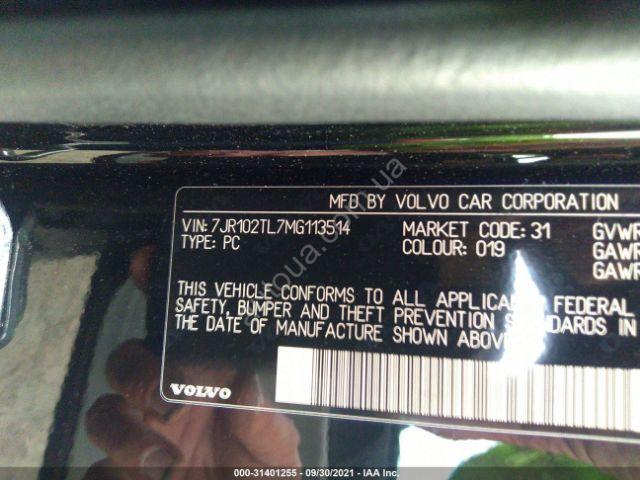 MFD BY VOLVO CAR CORPORATION
VIN: 7JR102TL7MG113514 MARKET CODE: 31 GVWR
TYPE: PC COLOUR: 019 GAWR
GAWR
THIS VEHICLE CONFORMS TO ALL APPLICABLE FEDERAL
SAFETY, BUMPER AND THEFT PREVENTION STANDARDS IN
THE DATE OF MANUFACTURE SHOWN ABOVE
VOLVO
000-31401255 - 09/30/2021 - IAA Inc.